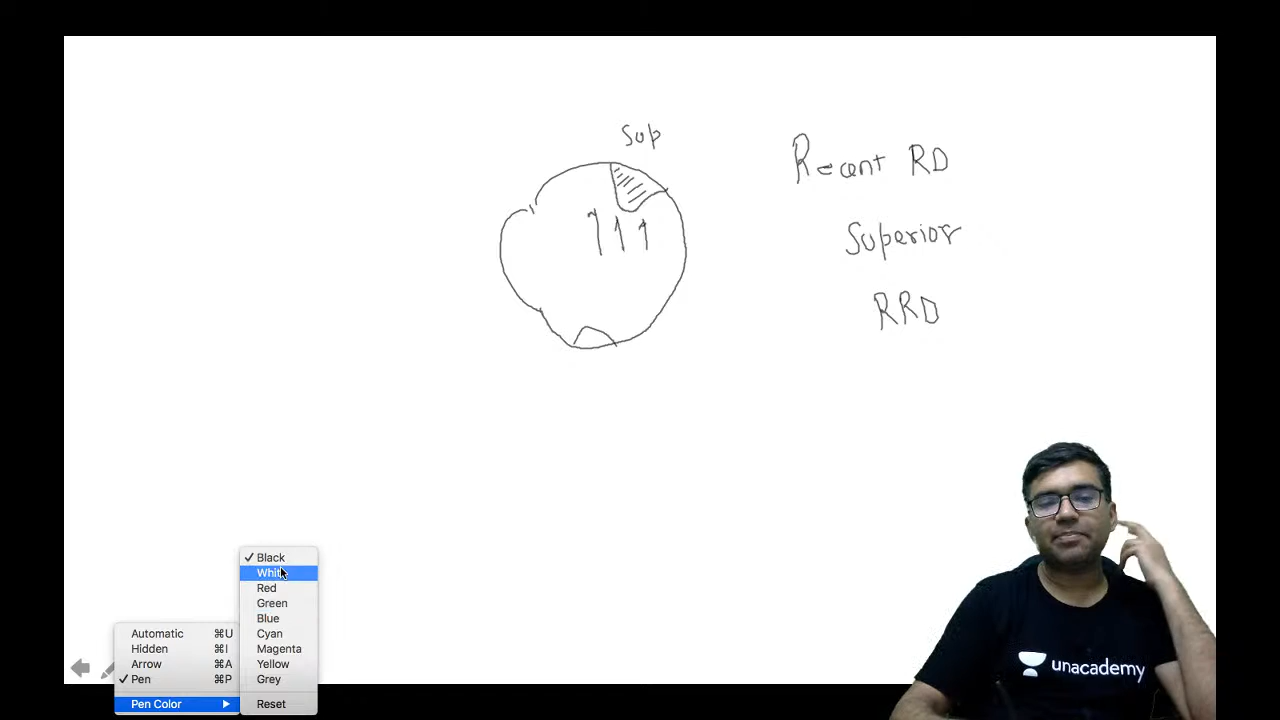 Sup
Recent RD
Superior
RRD
✓ Black
White
Red
Green
Blue
Cyan
Magenta
Yellow
Grey
Reset
Automatic ⌘U
Hidden ⌘I
Arrow ⌘A
✓ Pen ⌘P
Pen Color
unacademy